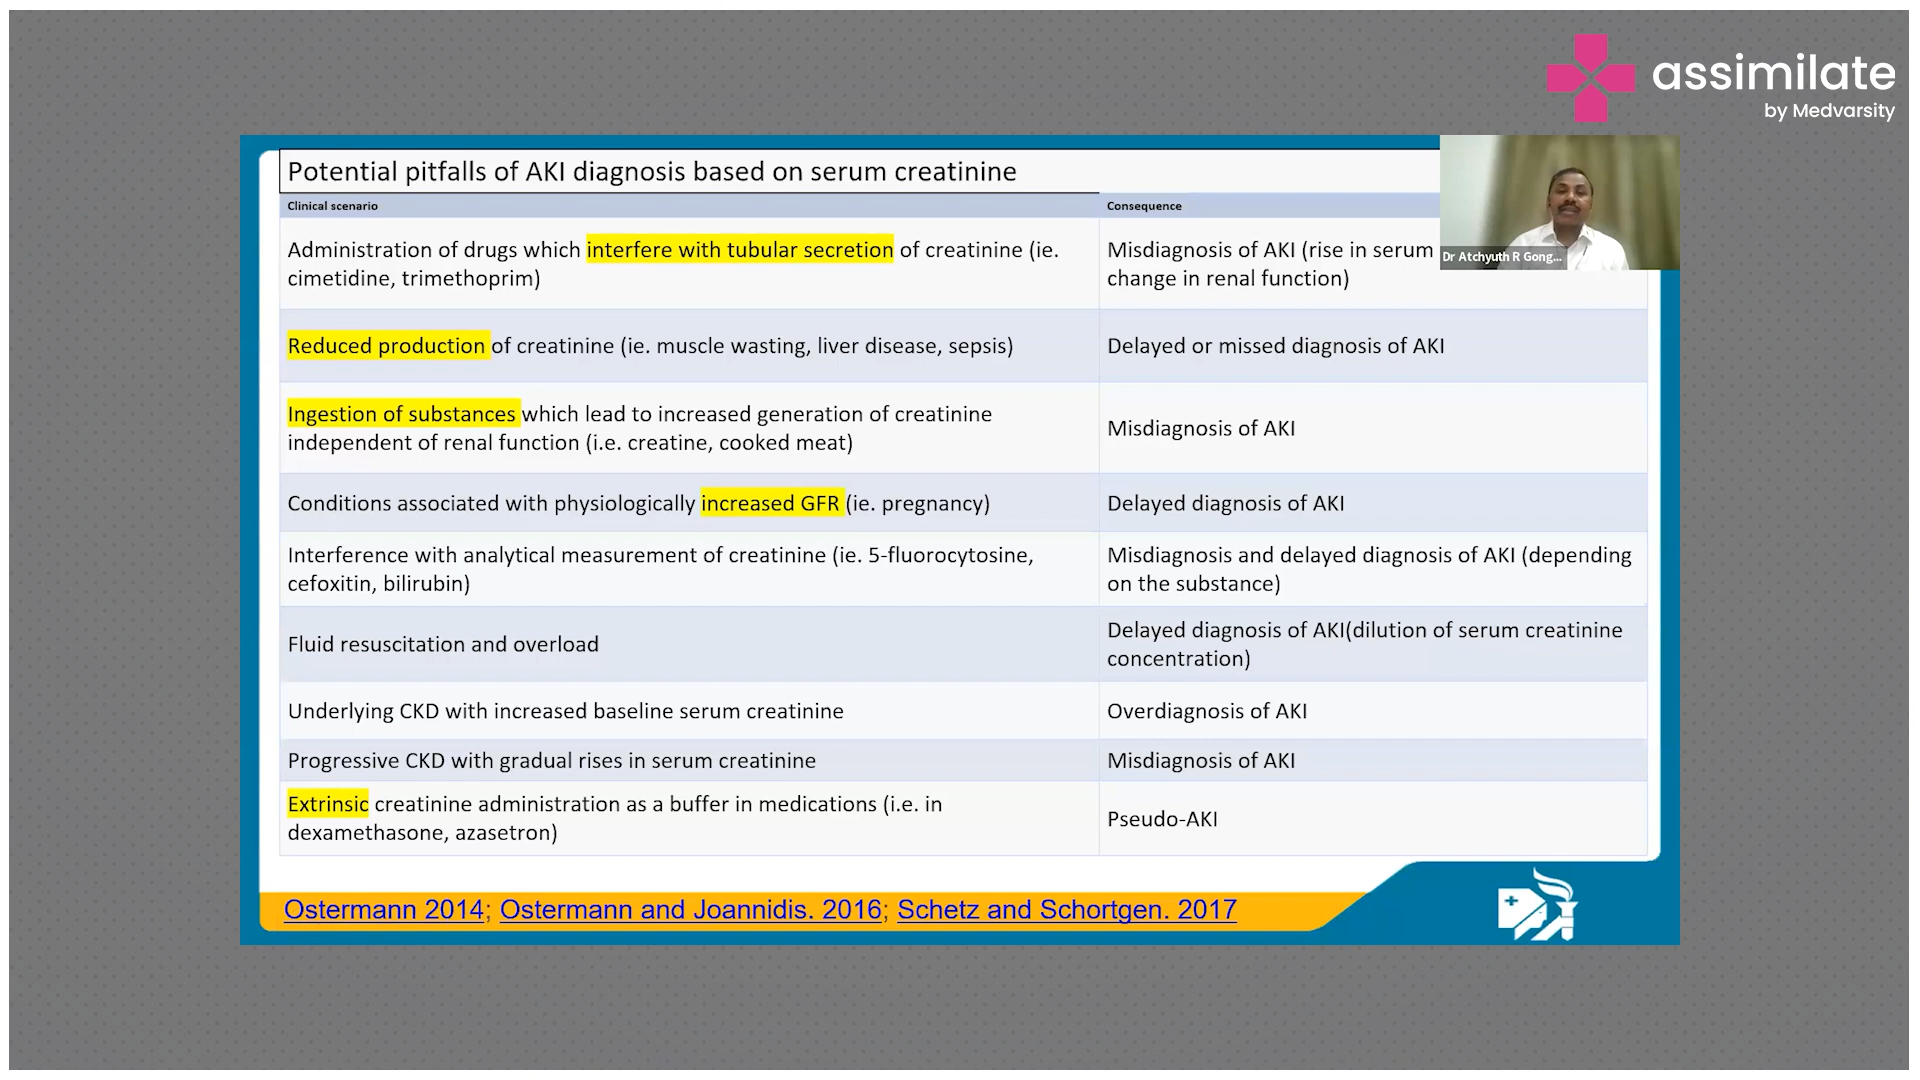 assimilate
by Medvarsity
Potential pitfalls of AKI diagnosis based on serum creatinine
Clinical scenario
Consequence
Administration of drugs which interfere with tubular secretion of creatinine (ie.
cimetidine, trimethoprim)
Misdiagnosis of AKI (rise in serum
change in renal function)
Dr Atchyuth R Gong...
Reduced production of creatinine (ie. muscle wasting, liver disease, sepsis)
Delayed or missed diagnosis of AKI
Ingestion of substances which lead to increased generation of creatinine
independent of renal function (i.e. creatine, cooked meat)
Misdiagnosis of AKI
Conditions associated with physiologically increased GFR (ie. pregnancy)
Delayed diagnosis of AKI
Interference with analytical measurement of creatinine (ie. 5-fluorocytosine,
cefoxitin, bilirubin)
Misdiagnosis and delayed diagnosis of AKI (depending
on the substance)
Fluid resuscitation and overload
Delayed diagnosis of AKI(dilution of serum creatinine
concentration)
Underlying CKD with increased baseline serum creatinine
Overdiagnosis of AKI
Progressive CKD with gradual rises in serum creatinine
Misdiagnosis of AKI
Extrinsic creatinine administration as a buffer in medications (i.e. in
dexamethasone, azasetron)
Pseudo-AKI
Ostermann 2014; Ostermann and Joannidis. 2016; Schetz and Schortgen. 2017